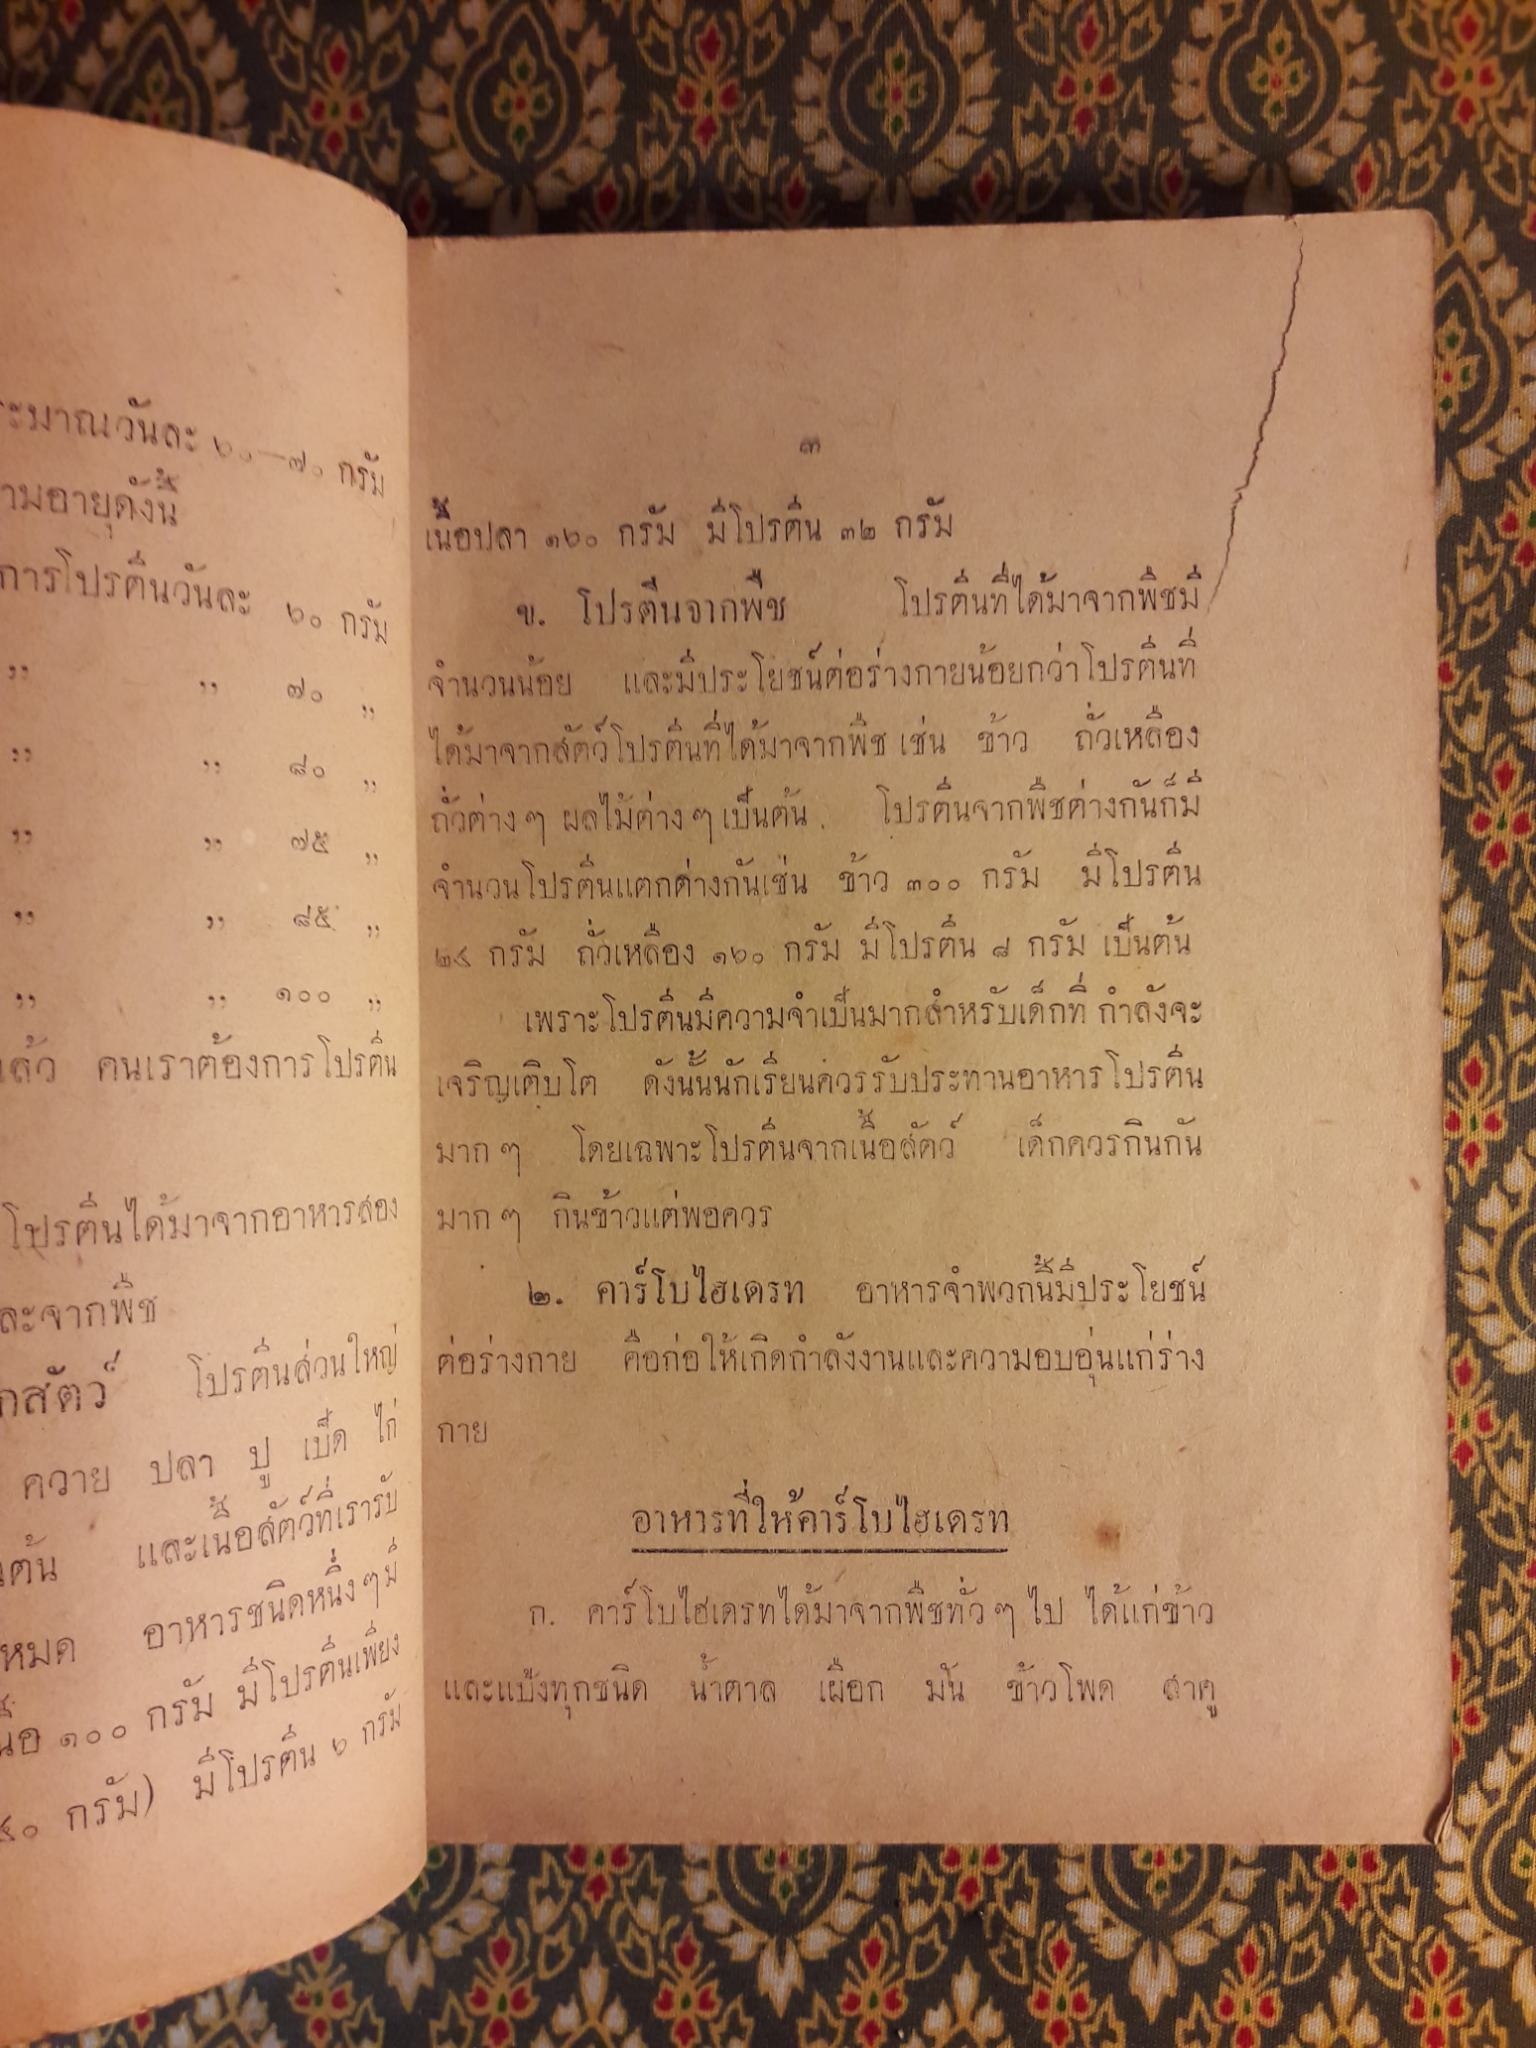 ระมาณวันละ ๖๐—๗๐ กรัม
ามอายุดังนี้
การโปรตีนวันละ ๖๐ กรัม
” ” ๗๐ ”
” ” ๘๐ ”
” ” ๗๕ ”
” ” ๘๕ ”
” ” ๑๐๐ ”
แล้ว คนเราต้องการโปรตีน
โปรตีนได้มาจากอาหารสอง
ละจากพืช
กสัตว์ โปรตีนส่วนใหญ่
ควาย ปลา ปู เป็ด ไก่
นต้น และเนื้อสัตว์ที่เรารับ
หมด อาหารชนิดหนึ่งๆมี
นื้อ ๑๐๐ กรัม มีโปรตีนเพียง
๔๐ กรัม) มีโปรตีน ๖ กรัม
๓
เนื้อปลา ๑๖๐ กรัม มีโปรตีน ๓๒ กรัม
ข. โปรตีนจากพืช โปรตีนที่ได้มาจากพืชมี
จำนวนน้อย และมีประโยชน์ต่อร่างกายน้อยกว่าโปรตีนที่
ได้มาจากสัตว์โปรตีนที่ได้มาจากพืช เช่น ข้าว ถั่วเหลือง
ถั่วต่าง ๆ ผลไม้ต่าง ๆ เป็นต้น. โปรตีนจากพืชต่างกันก็มี
จำนวนโปรตีนแตกต่างกันเช่น ข้าว ๓๐๐ กรัม มีโปรตีน
๒๔ กรัม ถั่วเหลือง ๑๖๐ กรัม มีโปรตีน ๘ กรัม เป็นต้น
เพราะโปรตีนมีความจำเป็นมากสำหรับเด็กที่ กำลังจะ
เจริญเติบโต ดังนั้นนักเรียนควรรับประทานอาหารโปรตีน
มาก ๆ โดยเฉพาะโปรตีนจากเนื้อสัตว์ เด็กควรกินกัน
มาก ๆ กินข้าวแต่พอควร
๒. คาร์โบไฮเดรท อาหารจำพวกนี้มีประโยชน์
ต่อร่างกาย คือก่อให้เกิดกำลังงานและความอบอุ่นแก่ร่าง
กาย
อาหารที่ให้คาร์โบไฮเดรท
ก. คาร์โบไฮเดรทได้มาจากพืชทั่ว ๆ ไป ได้แก่ข้าว
และแป้งทุกชนิด น้ำตาล เผือก มัน ข้าวโพด สาคู